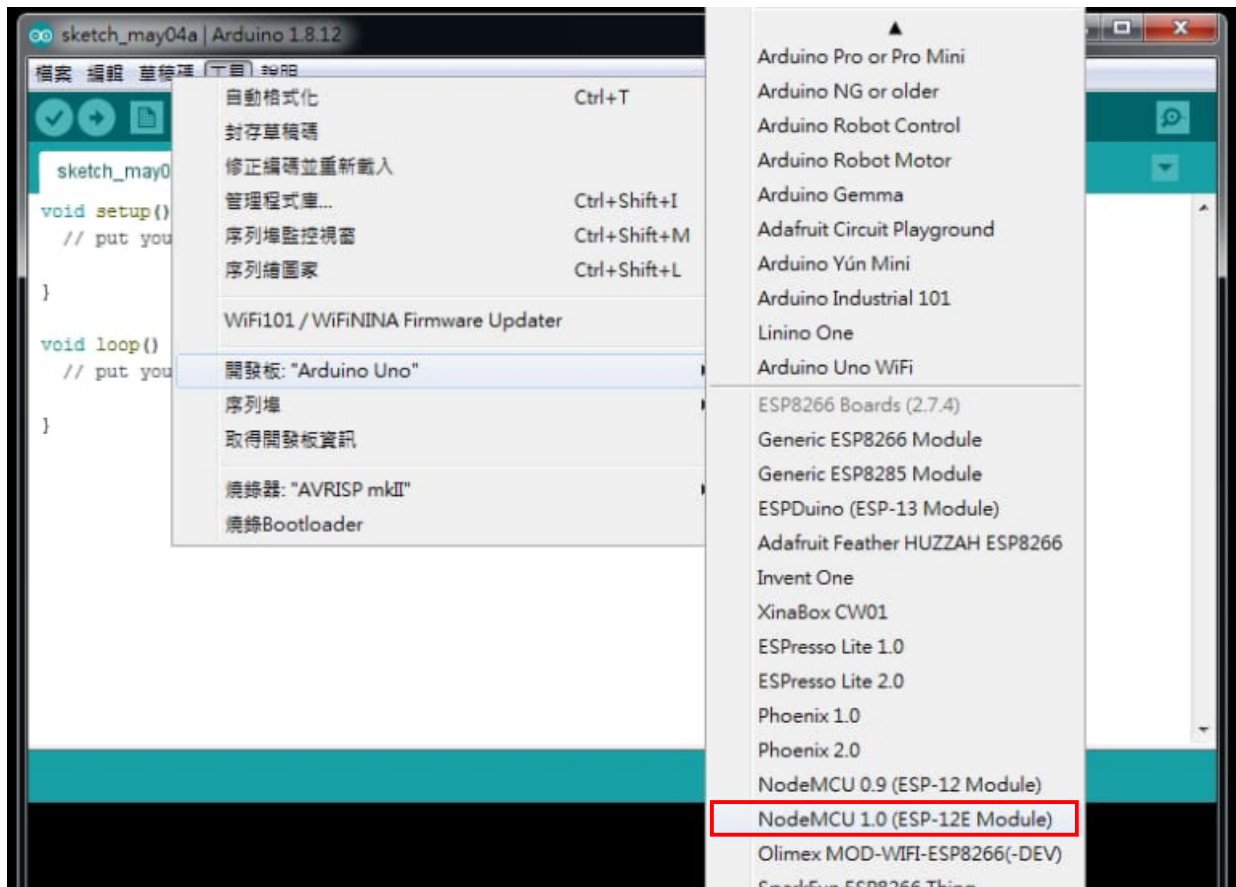 sketch_may04a | Arduino 1.8.12
檔案 編輯 草稿碼 工具 說明
sketch_may0
void setup()
// put you
}
void loop()
// put you
}
自動格式化 Ctrl+T
封存草稿碼
修正編碼並重新載入
管理程式庫... Ctrl+Shift+I
序列埠監控視窗 Ctrl+Shift+M
序列繪圖家 Ctrl+Shift+L
WiFi101 / WiFiNINA Firmware Updater
開發板: "Arduino Uno"
序列埠
取得開發板資訊
燒錄器: "AVRISP mkII"
燒錄Bootloader
Arduino Pro or Pro Mini
Arduino NG or older
Arduino Robot Control
Arduino Robot Motor
Arduino Gemma
Adafruit Circuit Playground
Arduino Yún Mini
Arduino Industrial 101
Linino One
Arduino Uno WiFi
ESP8266 Boards (2.7.4)
Generic ESP8266 Module
Generic ESP8285 Module
ESPDuino (ESP-13 Module)
Adafruit Feather HUZZAH ESP8266
Invent One
XinaBox CW01
ESPresso Lite 1.0
ESPresso Lite 2.0
Phoenix 1.0
Phoenix 2.0
NodeMCU 0.9 (ESP-12 Module)
NodeMCU 1.0 (ESP-12E Module)
Olimex MOD-WIFI-ESP8266(-DEV)
SparkFun ESP8266 Thing